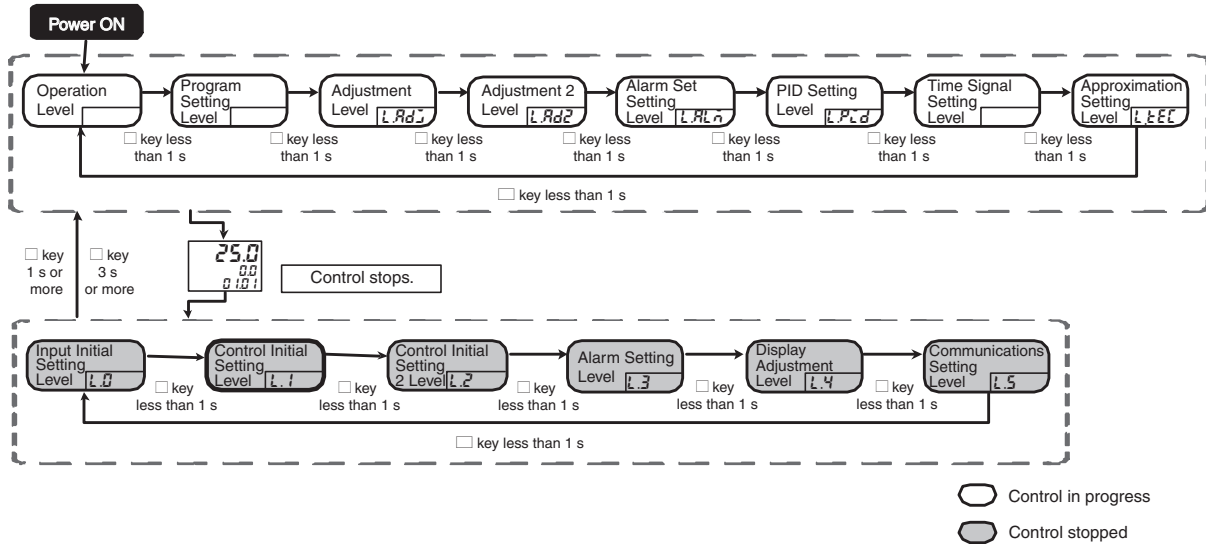 Power ON
Operation
Level
Program
Setting
Level
Adjustment
Level L.AdJ
Adjustment 2
Level L.Ad2
Alarm Set
Setting
Level L.ALM
PID Setting
Level L.PId
Time Signal
Setting
Level
Approximation
Setting
Level L.tEC
□ key less
than 1 s
□ key less
than 1 s
□ key less
than 1 s
□ key less
than 1 s
□ key less
than 1 s
□ key less
than 1 s
□ key less
than 1 s
□ key less than 1 s
□ key
1 s or
more
□ key
3 s
or more
25.0
0.0
01.01
Control stops.
Input Initial
Setting
Level L.0
Control Initial
Setting
Level L.1
Control Initial
Setting
2 Level L.2
Alarm Setting
Level L.3
Display
Adjustment
Level L.4
Communications
Setting
Level L.5
□ key
less than 1 s
□ key
less than 1 s
□ key
less than 1 s
□ key
less than 1 s
□ key
less than 1 s
□ key less than 1 s
Control in progress
Control stopped